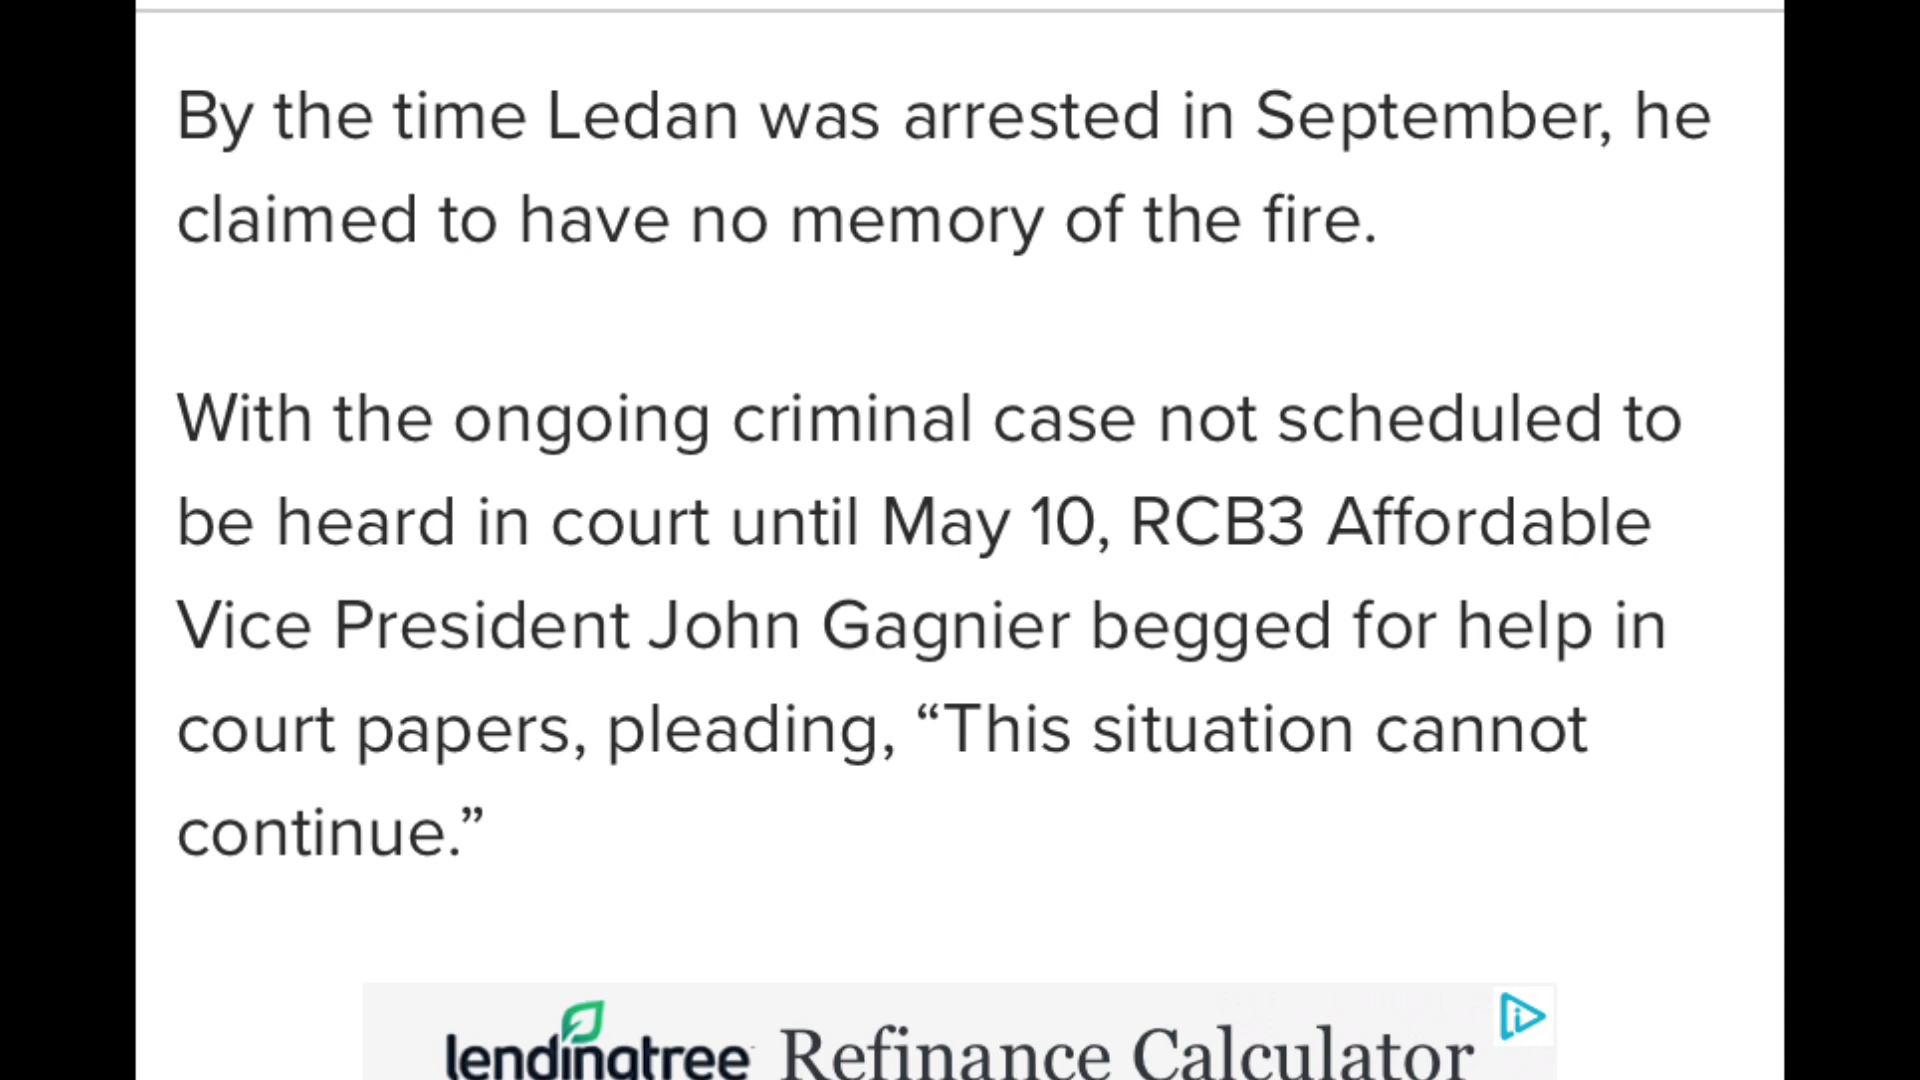 By the time Ledan was arrested in September, he
claimed to have no memory of the fire.
With the ongoing criminal case not scheduled to
be heard in court until May 10, RCB3 Affordable
Vice President John Gagnier begged for help in
court papers, pleading, “This situation cannot
continue.”
lendingtree Refinance Calculator